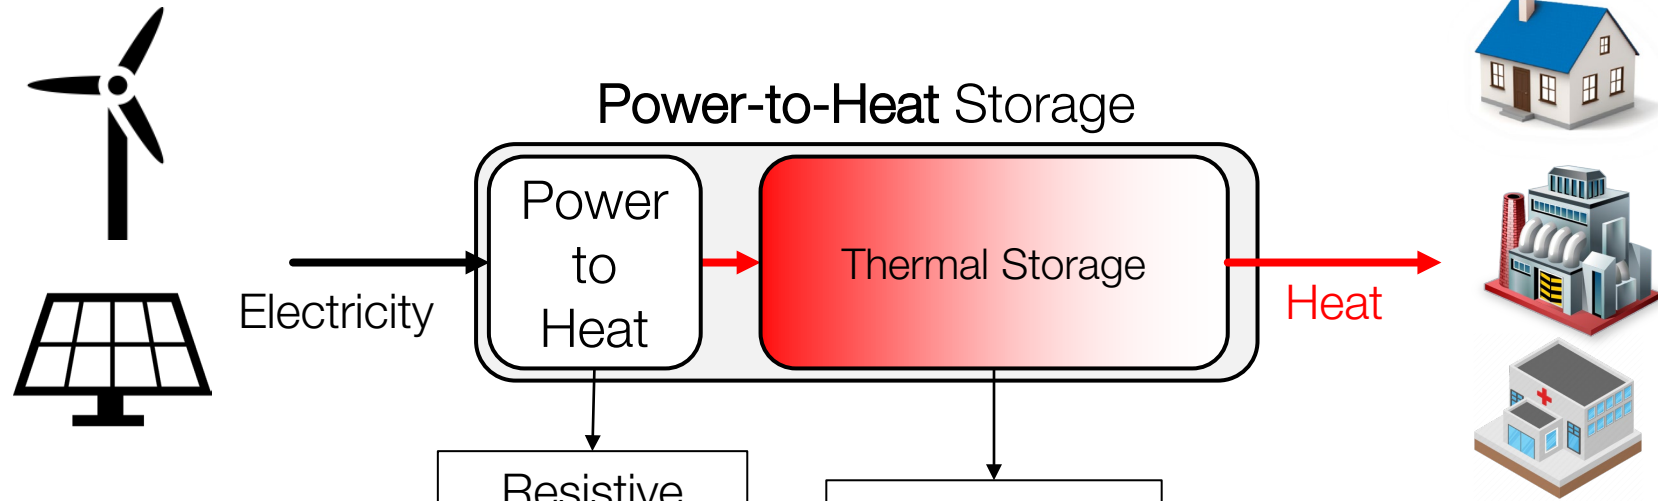 Power-to-Heat Storage
Power
to
Heat
Thermal Storage
Electricity
Heat
Resistive